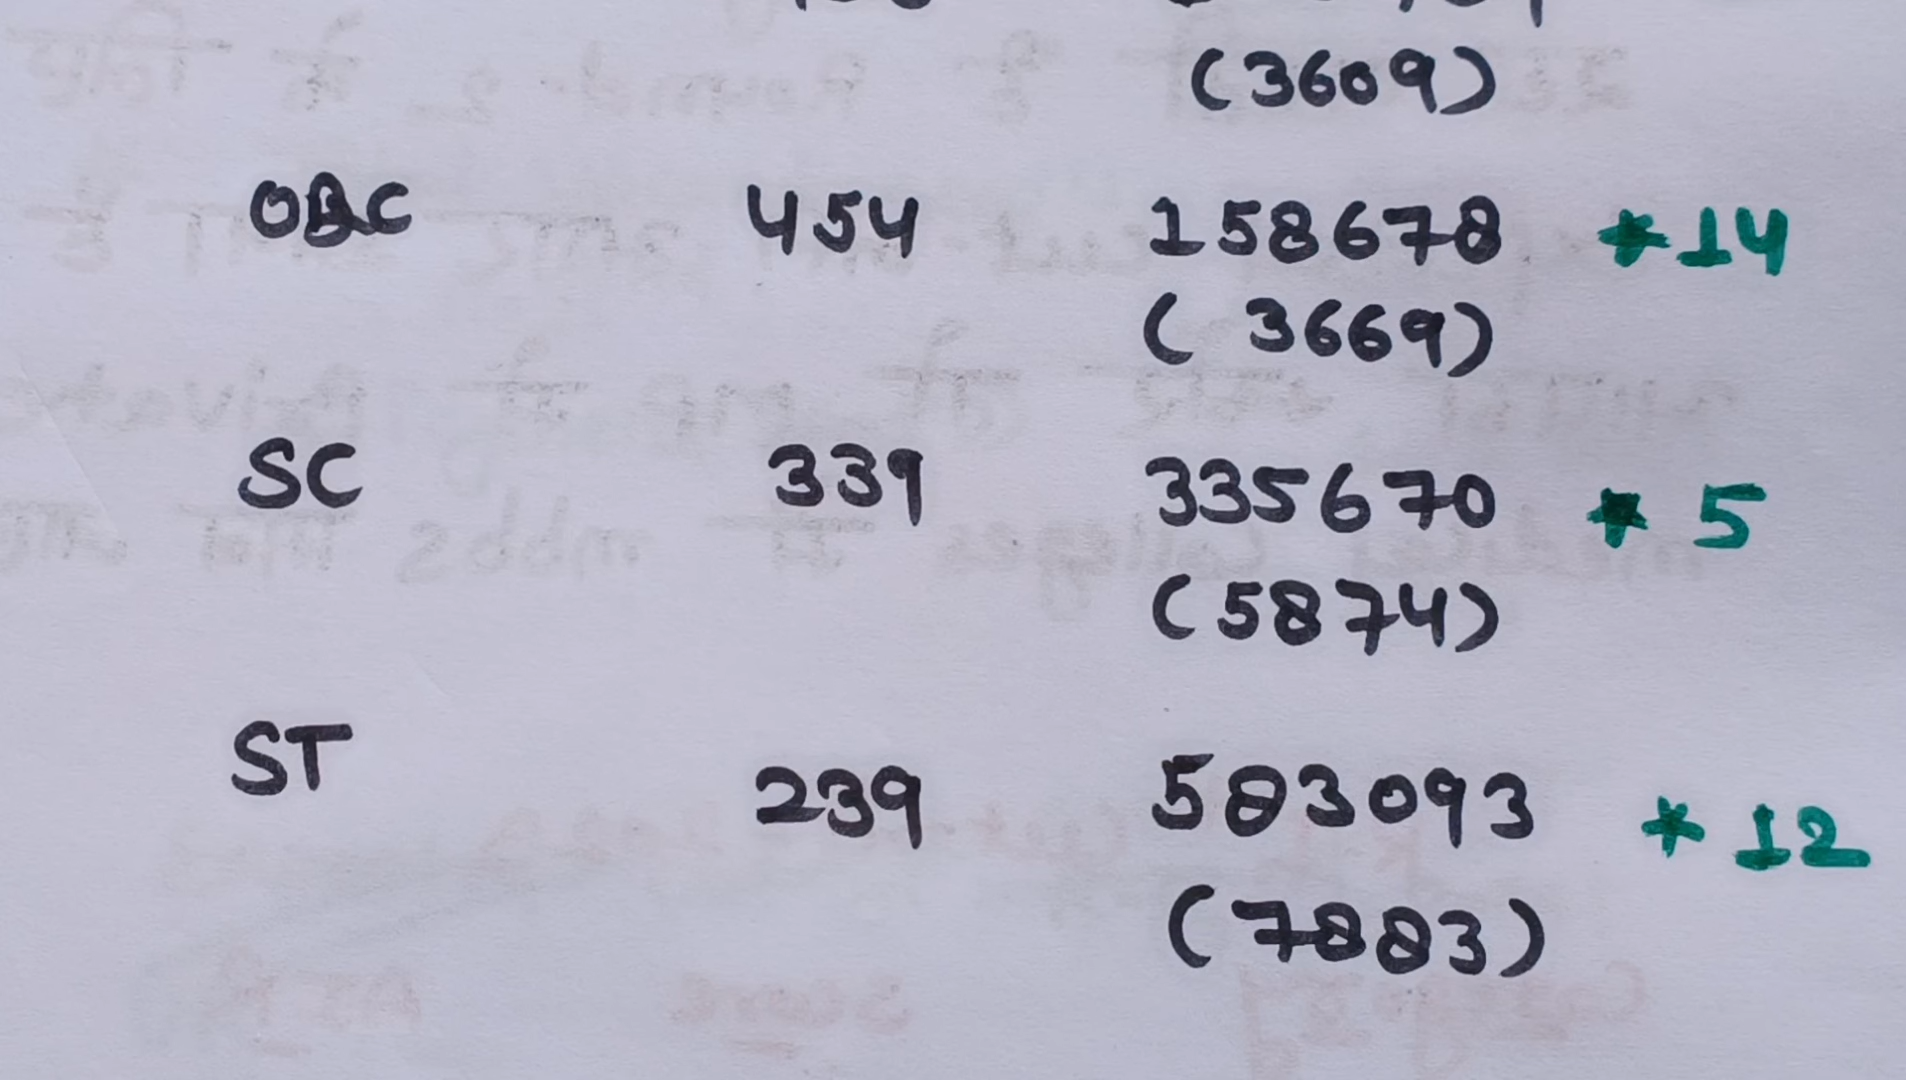 (3609)
OBC 454 158678 *14
(3669)
SC 339 335670 * 5
(5874)
ST 239 583093 * 12
(7883)